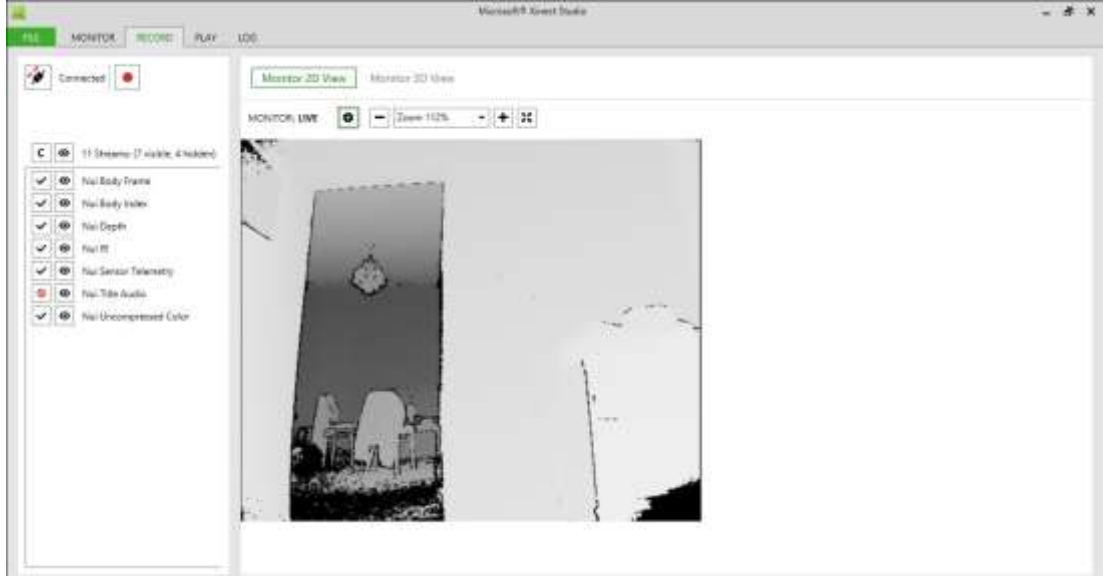 Microsoft® Kinect Studio
FILE MONITOR RECORD PLAY LOG
Connected
Monitor 2D View Monitor 3D View
MONITOR: LIVE Zoom 112%
C 11 Streams (7 visible, 4 hidden)
Nui Body Frame
Nui Body Index
Nui Depth
Nui IR
Nui Sensor Telemetry
Nui Title Audio
Nui Uncompressed Color